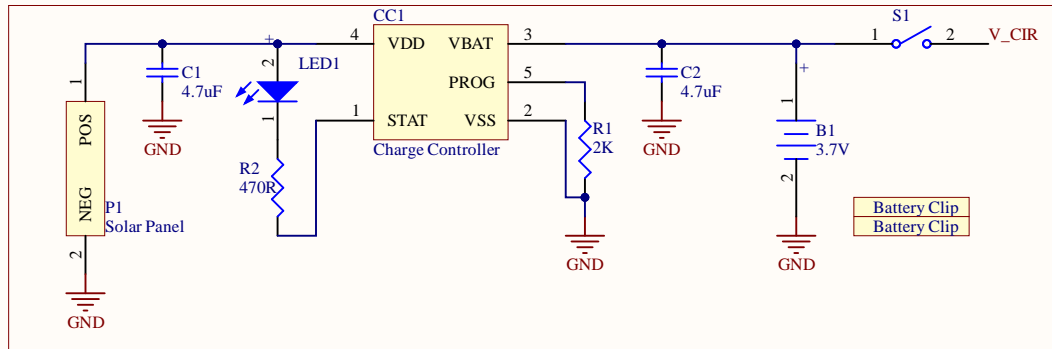 CC1
Charge Controller
4
VDD
1
STAT
VBAT
3
PROG
5
VSS
2
1
POS
NEG
2
P1
Solar Panel
GND
C1
4.7uF
GND
+
2
LED1
1
R2
470R
R1
2K
GND
C2
4.7uF
GND
+
1
B1
3.7V
2
GND
S1
1
2
V_CIR
Battery Clip
Battery Clip